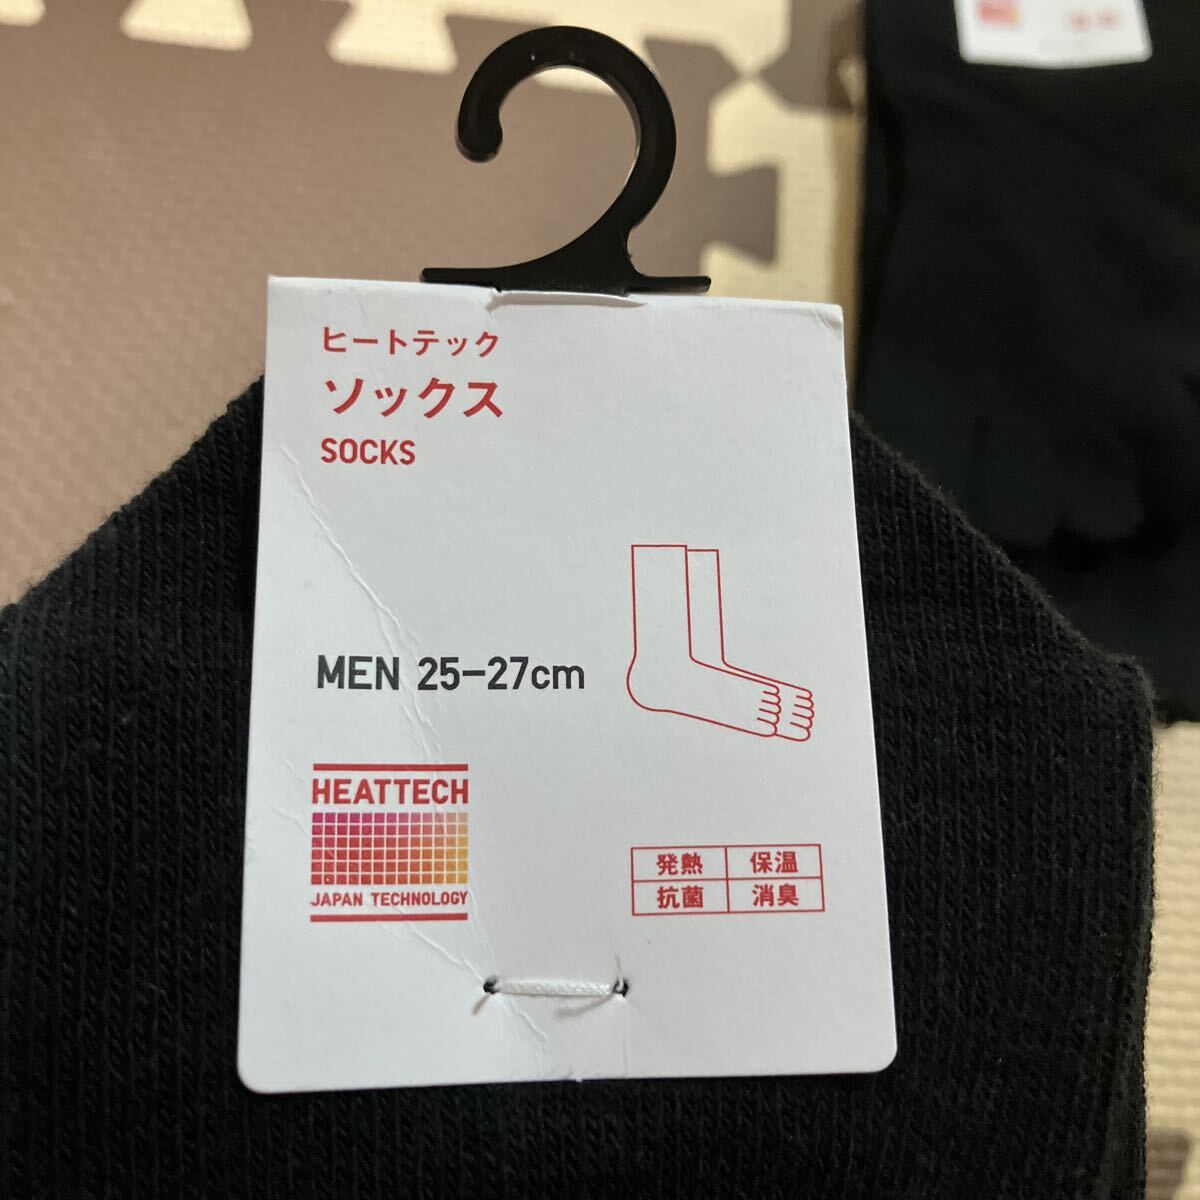 ヒートテック
ソックス
SOCKS
MEN 25-27cm
HEATTECH
JAPAN TECHNOLOGY
発熱 保温
抗菌 消臭